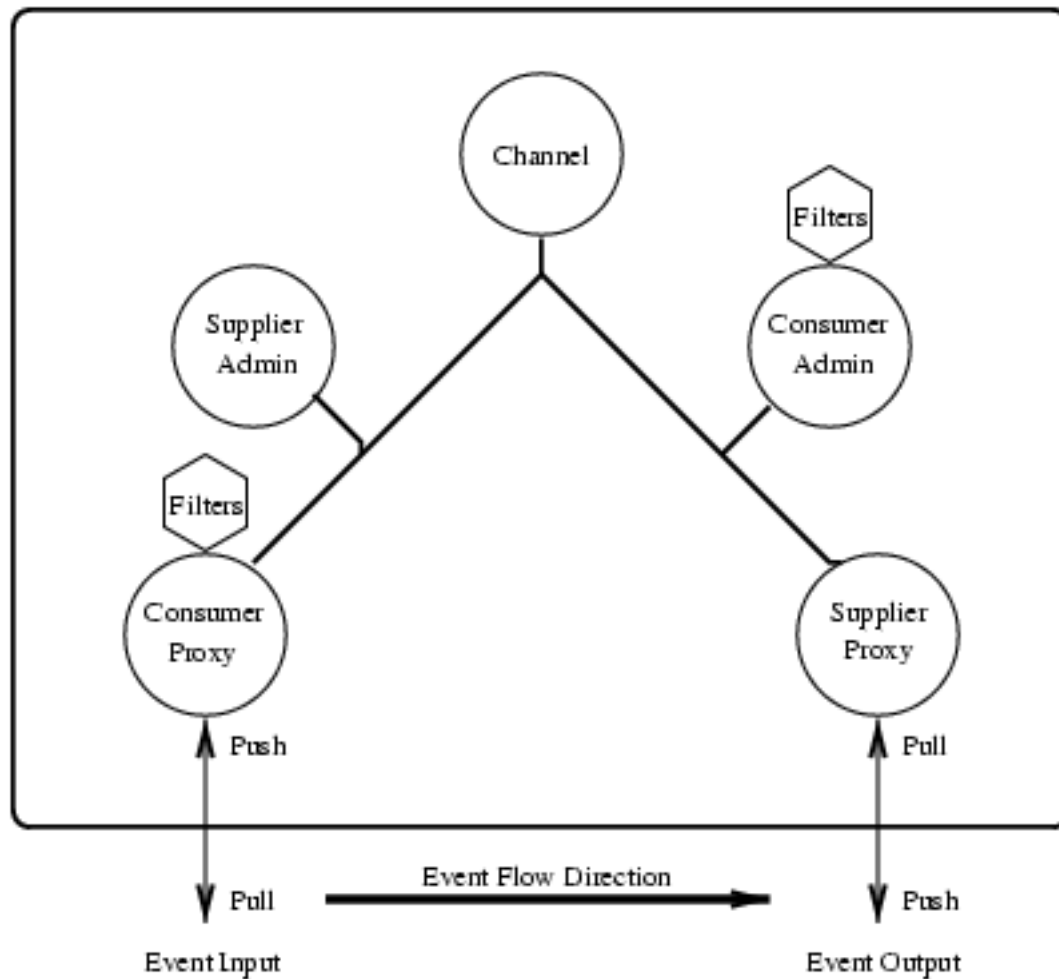 Channel
Filters
Supplier
Admin
Consumer
Admin
Filters
Consumer
Proxy
Supplier
Proxy
Push
Pull
Event Flow Direction
Pull
Push
Event Input
Event Output